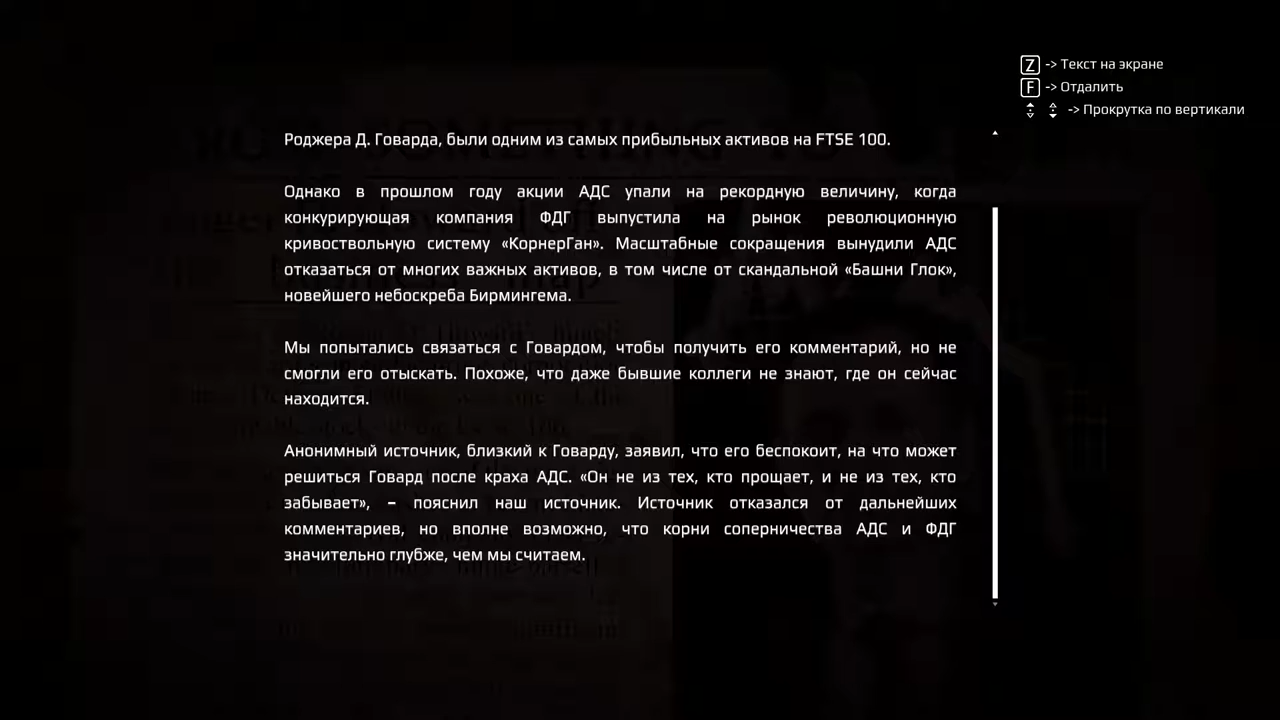 Z -> Текст на экране
F -> Отдалить
-> Прокрутка по вертикали
Роджера Д. Говарда, были одним из самых прибыльных активов на FTSE 100.
Однако в прошлом году акции АДС упали на рекордную величину, когда
конкурирующая компания ФДГ выпустила на рынок революционную
кривоствольную систему «КорнерГан». Масштабные сокращения вынудили АДС
отказаться от многих важных активов, в том числе от скандальной «Башни Глок»,
новейшего небоскреба Бирмингема.
Мы попытались связаться с Говардом, чтобы получить его комментарий, но не
смогли его отыскать. Похоже, что даже бывшие коллеги не знают, где он сейчас
находится.
Анонимный источник, близкий к Говарду, заявил, что его беспокоит, на что может
решиться Говард после краха АДС. «Он не из тех, кто прощает, и не из тех, кто
забывает», – пояснил наш источник. Источник отказался от дальнейших
комментариев, но вполне возможно, что корни соперничества АДС и ФДГ
значительно глубже, чем мы считаем.